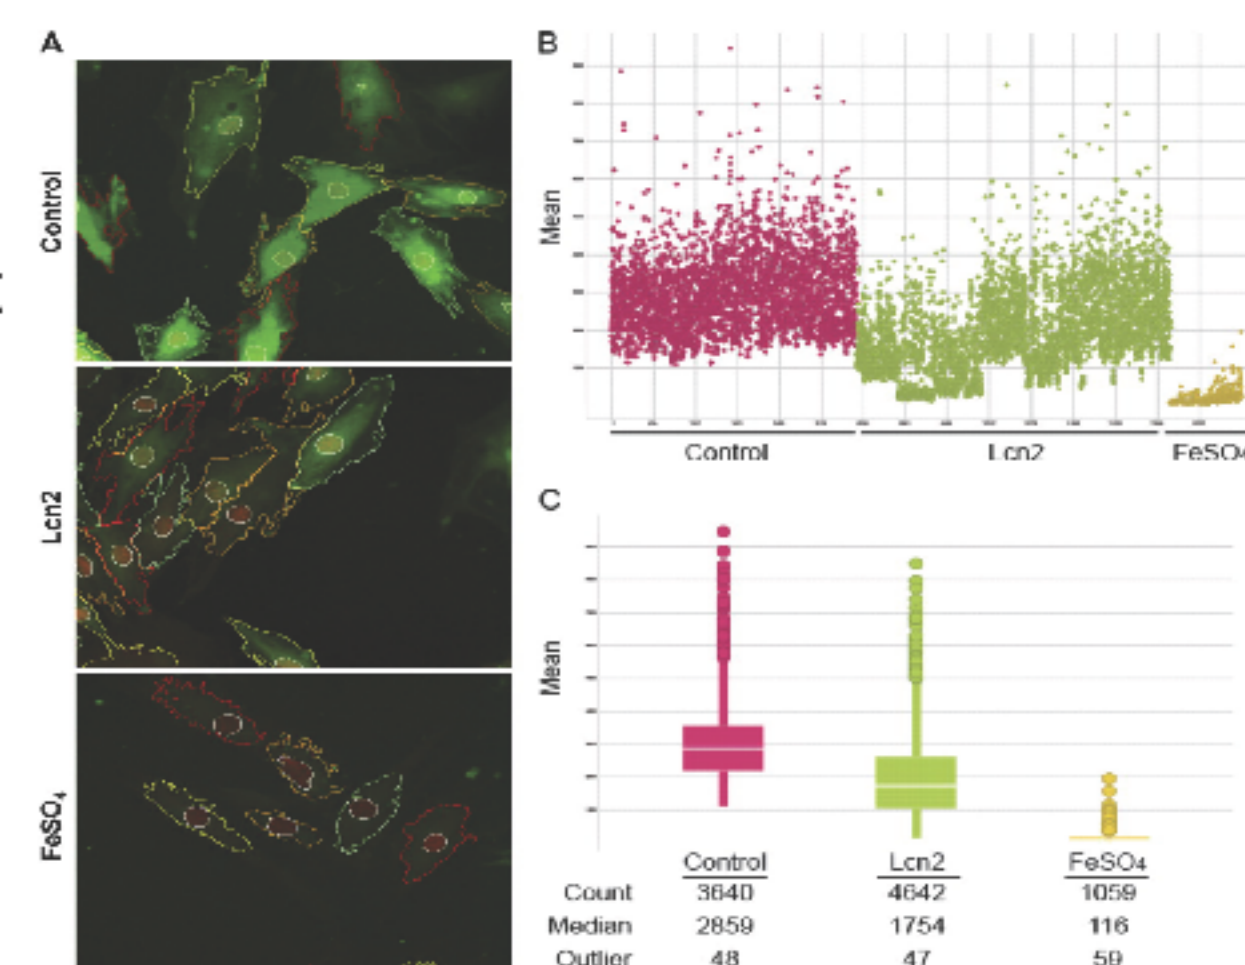 A
Control
Lcn2
FeSO₄
B
Mean
Control
Lcn2
FeSO₄
C
Mean
Control Lcn2 FeSO₄
Count 3640 4642 1059
Median 2859 1754 116
Outlier 48 47 59